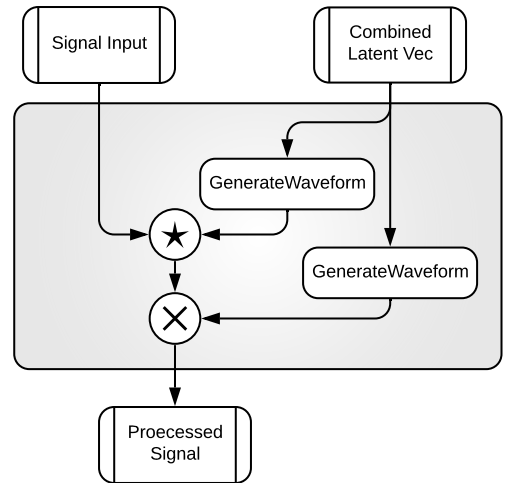 Signal Input
Combined
Latent Vec
GenerateWaveform
GenerateWaveform
Proecessed
Signal